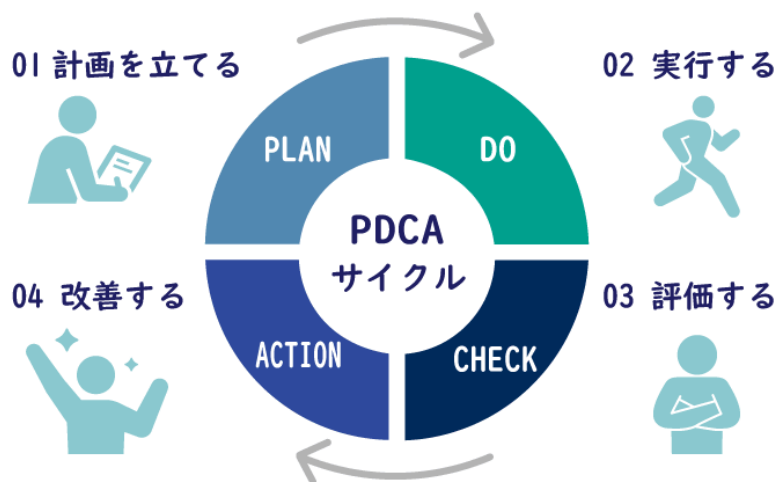 01 計画を立てる
PLAN
DO
02 実行する
PDCA
サイクル
04 改善する
ACTION
CHECK
03 評価する